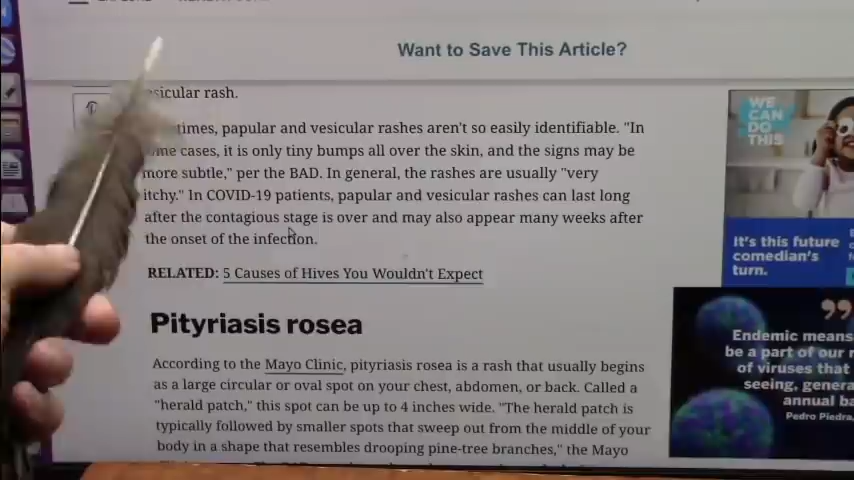 Want to Save This Article?
vesicular rash.
times, papular and vesicular rashes aren't so easily identifiable. "In
some cases, it is only tiny bumps all over the skin, and the signs may be
more subtle," per the BAD. In general, the rashes are usually "very
itchy." In COVID-19 patients, papular and vesicular rashes can last long
after the contagious stage is over and may also appear many weeks after
the onset of the infection.
RELATED: 5 Causes of Hives You Wouldn't Expect
Pityriasis rosea
According to the Mayo Clinic, pityriasis rosea is a rash that usually begins
as a large circular or oval spot on your chest, abdomen, or back. Called a
"herald patch," this spot can be up to 4 inches wide. "The herald patch is
typically followed by smaller spots that sweep out from the middle of your
body in a shape that resembles drooping pine-tree branches," the Mayo
WE
CAN DO
THIS
It's this future
comedian's
turn.
Endemic means
be a part of our
of viruses that
seeing, genera
annual ba
Pedro Piedra,